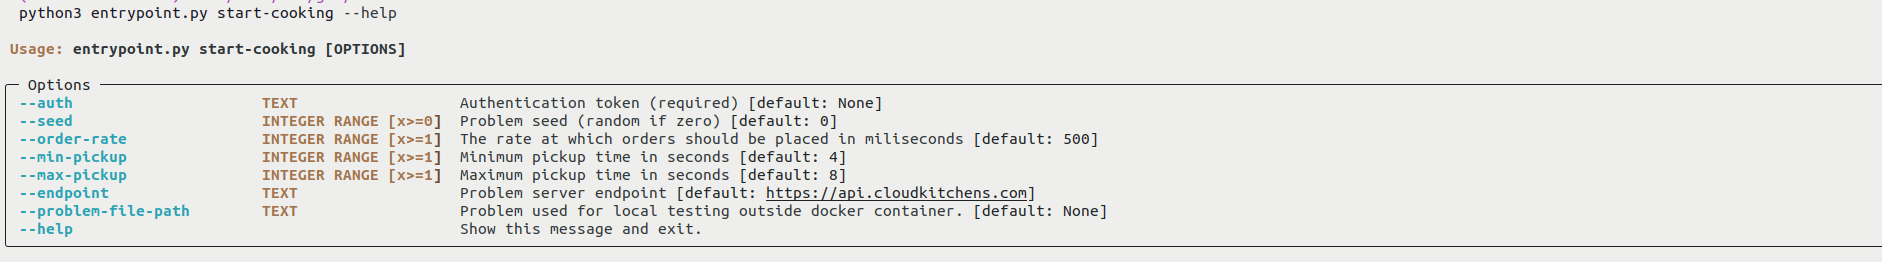 python3 entrypoint.py start-cooking --help
Usage: entrypoint.py start-cooking [OPTIONS]
Options
--auth TEXT Authentication token (required) [default: None]
--seed INTEGER RANGE [x>=0] Problem seed (random if zero) [default: 0]
--order-rate INTEGER RANGE [x>=1] The rate at which orders should be placed in miliseconds [default: 500]
--min-pickup INTEGER RANGE [x>=1] Minimum pickup time in seconds [default: 4]
--max-pickup INTEGER RANGE [x>=1] Maximum pickup time in seconds [default: 8]
--endpoint TEXT Problem server endpoint [default: https://api.cloudkitchens.com]
--problem-file-path TEXT Problem used for local testing outside docker container. [default: None]
--help Show this message and exit.